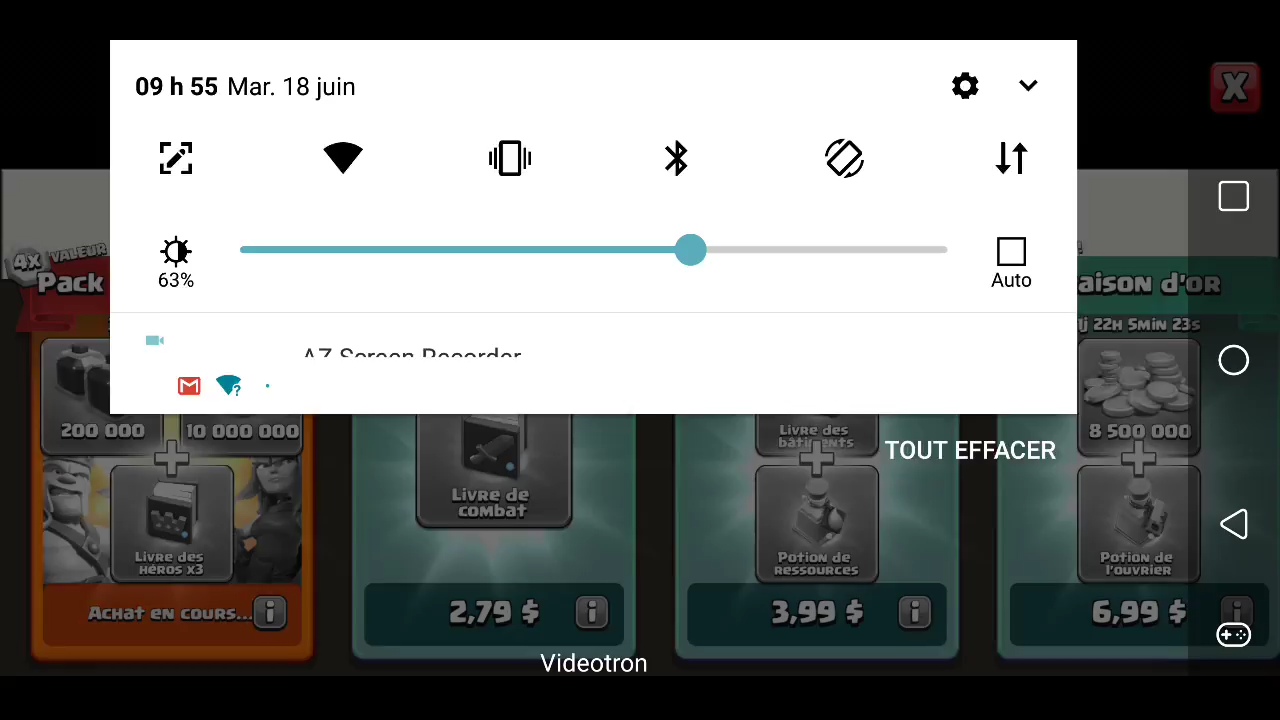 09 h 55 Mar. 18 juin
63%
Auto
AZ Screen Recorder
4x VALEUR
Pack
aison d'or
1j 22h 5min 23s
200 000
10 000 000
Livre des
héros x3
Achat en cours...
Livre de
combat
2,79 $
Livre des
bâtiments
Potion de
ressources
3,99 $
8 500 000
Potion de
l'ouvrier
6,99 $
TOUT EFFACER
Videotron